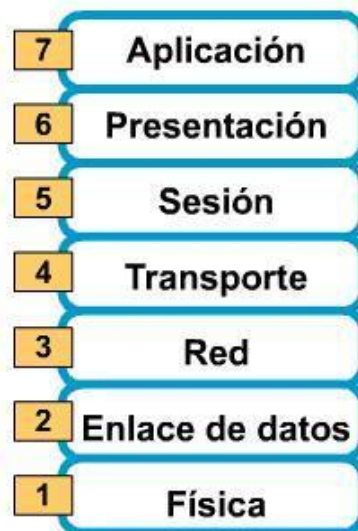 7 Aplicación
6 Presentación
5 Sesión
4 Transporte
3 Red
2 Enlace de datos
1 Física